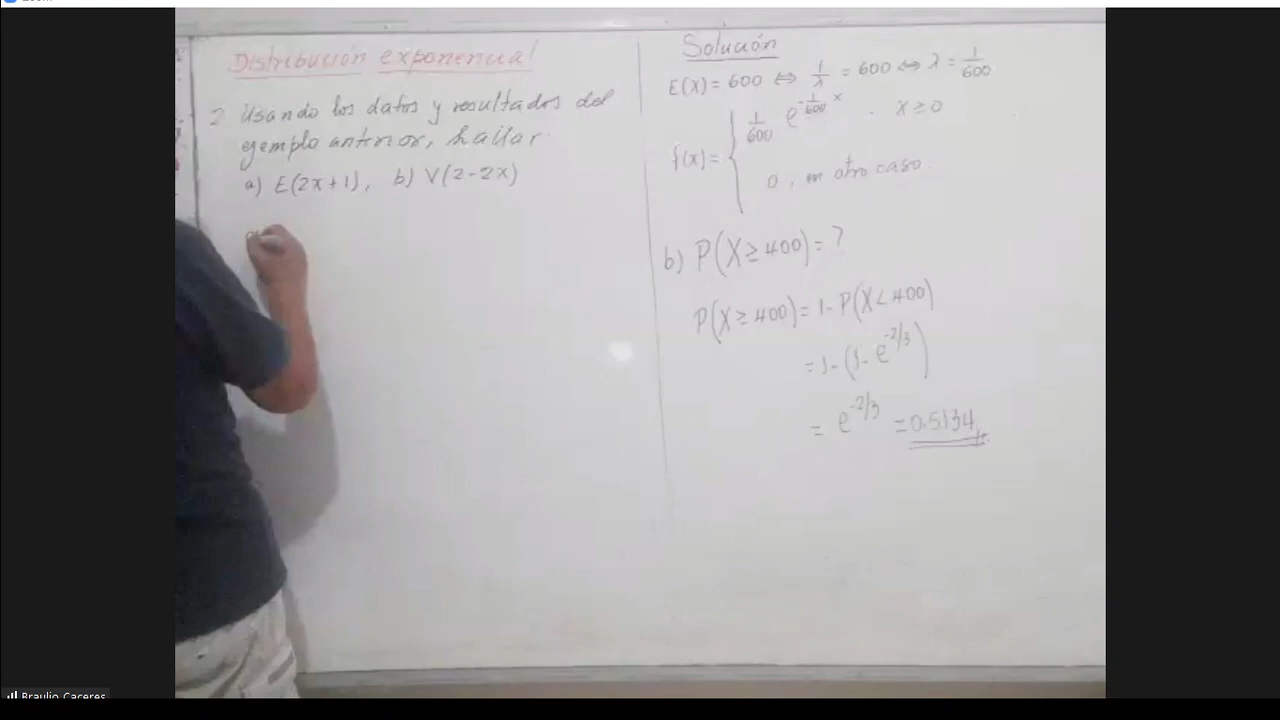 Distribución exponencial
2 Usando los datos y resultados del
ejemplo anterior, hallar.
a) E(2x+1), b) V(2-2x)
a
Solución
E(X)=600 ⇔ 1/λ = 600 ⇔ λ = 1/600
f(x)= { 1/600 e^{-1/600 x} . x ≥ 0
0, en otro caso.
b) P(X ≥ 400) = ?
P(X ≥ 400) = 1 - P(X < 400)
= 1 - (1 - e^{-2/3})
= e^{-2/3} = 0.5134
Braulio Caceres